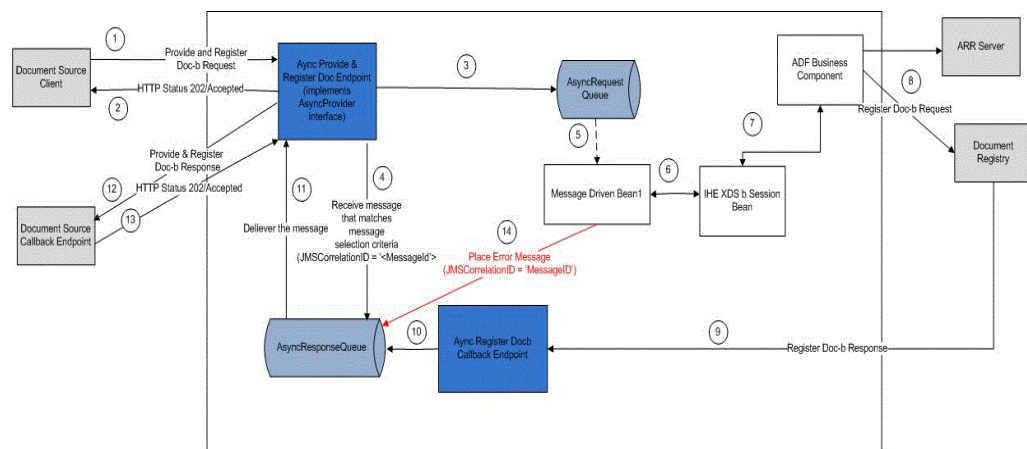 1
Provide and Register
Doc-b Request
Document Source
Client
HTTP Status 202/Accepted
2
Aync Provide &
Register Doc Endpoint
(implements
AsyncProvider
interface)
3
AsyncRequest
Queue
ADF Business
Component
ARR Server
8
Register Doc-b Request
Document
Registry
7
5
6
Message Driven Bean1
IHE XDS b Session
Bean
Provide & Register
Doc-b Response
12
HTTP Status 202/Accepted
13
Document Source
Callback Endpoint
11
Deliever the message
4
Receive message
that matches
message
selection criteria
(JMSCorrelationID = '<MessageId'>
14
Place Error Message
(JMSCorrelationID = 'MessageID')
AsyncResponseQueue
10
Aync Register Docb
Callback Endpoint
9
Register Doc-b Response